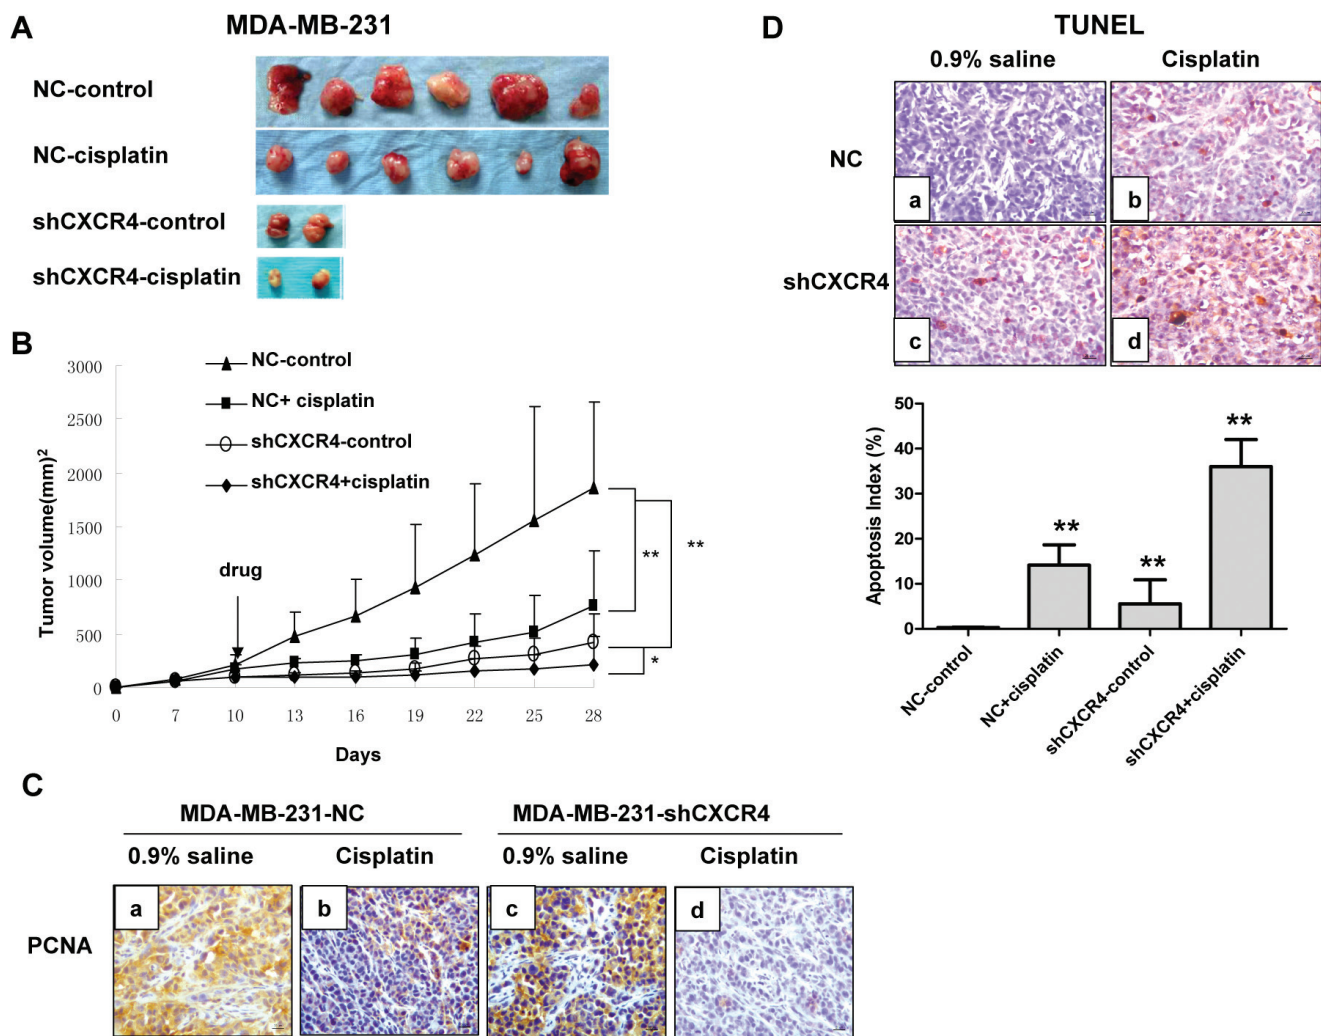 A
MDA-MB-231
NC-control
NC-cisplatin
shCXCR4-control
shCXCR4-cisplatin
B
NC-control
NC+ cisplatin
shCXCR4-control
shCXCR4+cisplatin
Tumor volume(mm)²
3000
2500
2000
1500
1000
500
0
drug
**
**
*
0 7 10 13 16 19 22 25 28
Days
C
MDA-MB-231-NC
MDA-MB-231-shCXCR4
0.9% saline
Cisplatin
0.9% saline
Cisplatin
PCNA
a
b
c
d
D
TUNEL
0.9% saline
Cisplatin
NC
a
b
shCXCR4
c
d
Apoptosis Index (%)
50
40
30
20
10
0
**
**
**
NC-control
NC+cisplatin
shCXCR4-control
shCXCR4+cisplatin